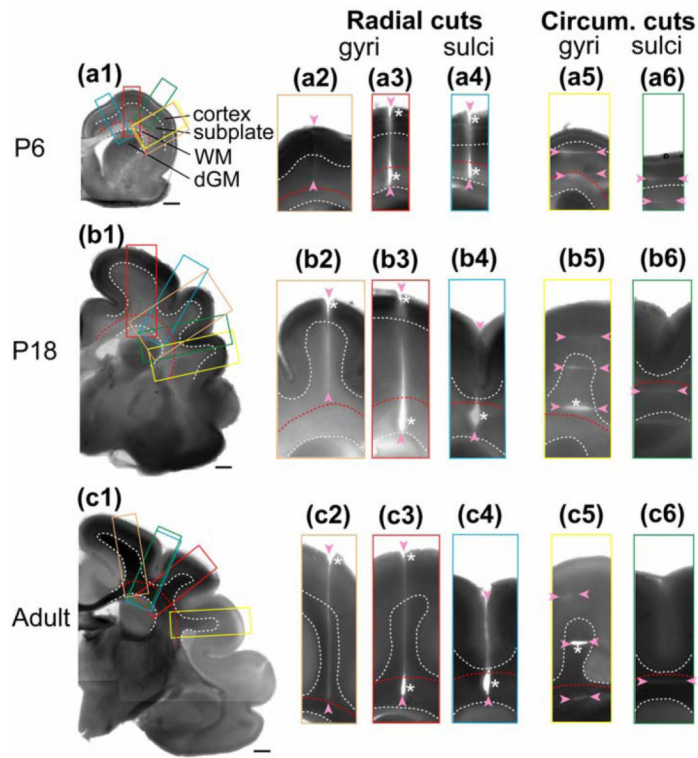 Radial cuts Circum. cuts
gyri sulci gyri sulci
(a1) (a2) (a3) (a4) (a5) (a6)
cortex
subplate
WM
dGM
P6
(b1) (b2) (b3) (b4) (b5) (b6)
P18
(c1) (c2) (c3) (c4) (c5) (c6)
Adult